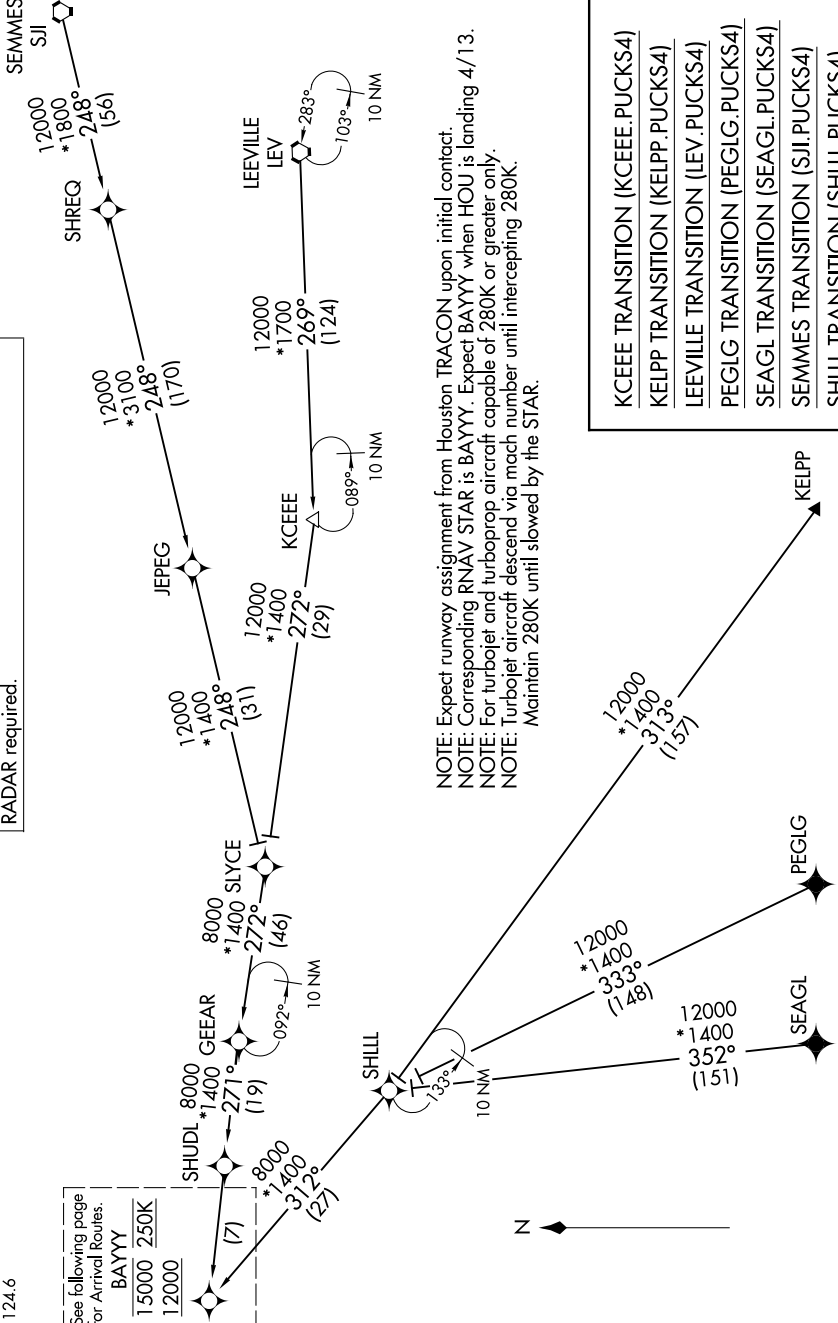 124.6
RADAR required.
SEMMES
SJI
12000
*1800
248°
(56)
SHREQ
12000
*3100
248°
(170)
JEPEG
12000
*1400
248°
(31)
LEEVILLE
LEV
283°
103°
10 NM
12000
*1700
269°
(124)
KCEEE
089°
10 NM
12000
*1400
272°
(29)
SLYCE
8000
*1400
272°
(46)
GEEAR
092°
10 NM
8000
*1400
271°
(19)
SHUDL
(7)
See following page
for Arrival Routes.
BAYYY
15000 250K
12000
8000
*1400
312°
(27)
SHLLL
133°
10 NM
NOTE: Expect runway assignment from Houston TRACON upon initial contact.
NOTE: Corresponding RNAV STAR is BAYYY. Expect BAYYY when HOU is landing 4/13.
NOTE: For turbojet and turboprop aircraft capable of 280K or greater only.
NOTE: Turbojet aircraft descend via mach number until intercepting 280K.
Maintain 280K until slowed by the STAR.
12000
*1400
313°
(157)
KELPP
12000
*1400
333°
(148)
PEGLG
12000
*1400
352°
(151)
SEAGL
N
KCEEE TRANSITION (KCEEE.PUCKS4)
KELPP TRANSITION (KELPP.PUCKS4)
LEEVILLE TRANSITION (LEV.PUCKS4)
PEGLG TRANSITION (PEGLG.PUCKS4)
SEAGL TRANSITION (SEAGL.PUCKS4)
SEMMES TRANSITION (SJI.PUCKS4)
SHLLL TRANSITION (SHLLL.PUCKS4)